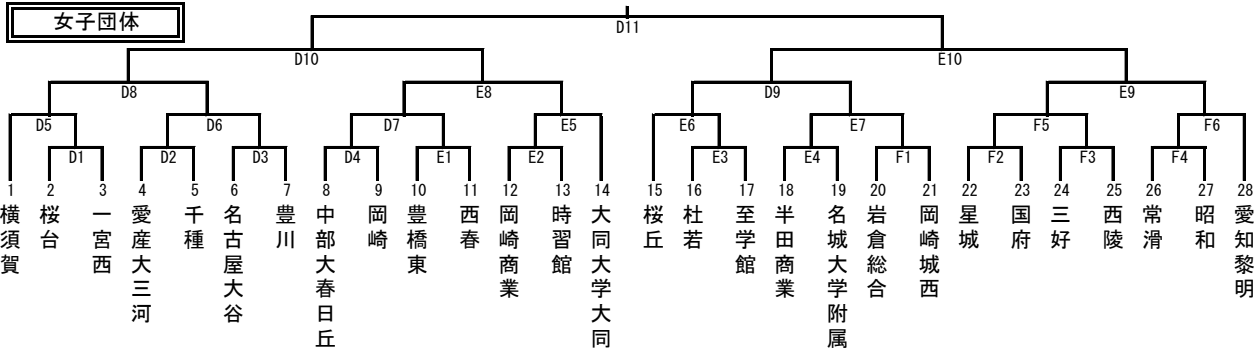 女子団体
D11
D10 E10
D8 E8 D9 E9
D5 D6 D7 E5 E6 E7 F5 F6
D1 D2 D3 D4 E1 E2 E3 E4 F1 F2 F3 F4
1 2 3 4 5 6 7 8 9 10 11 12 13 14 15 16 17 18 19 20 21 22 23 24 25 26 27 28
横須賀
桜台
一宮西
愛産大三河
千種
名古屋大谷
豊川
中部大春日丘
岡崎
豊橋東
西春
岡崎商業
時習館
大同大学大同
桜丘
杜若
至学館
半田商業
名城大学附属
岩倉総合
岡崎城西
星城
国府
三好
西陵
常滑
昭和
愛知黎明